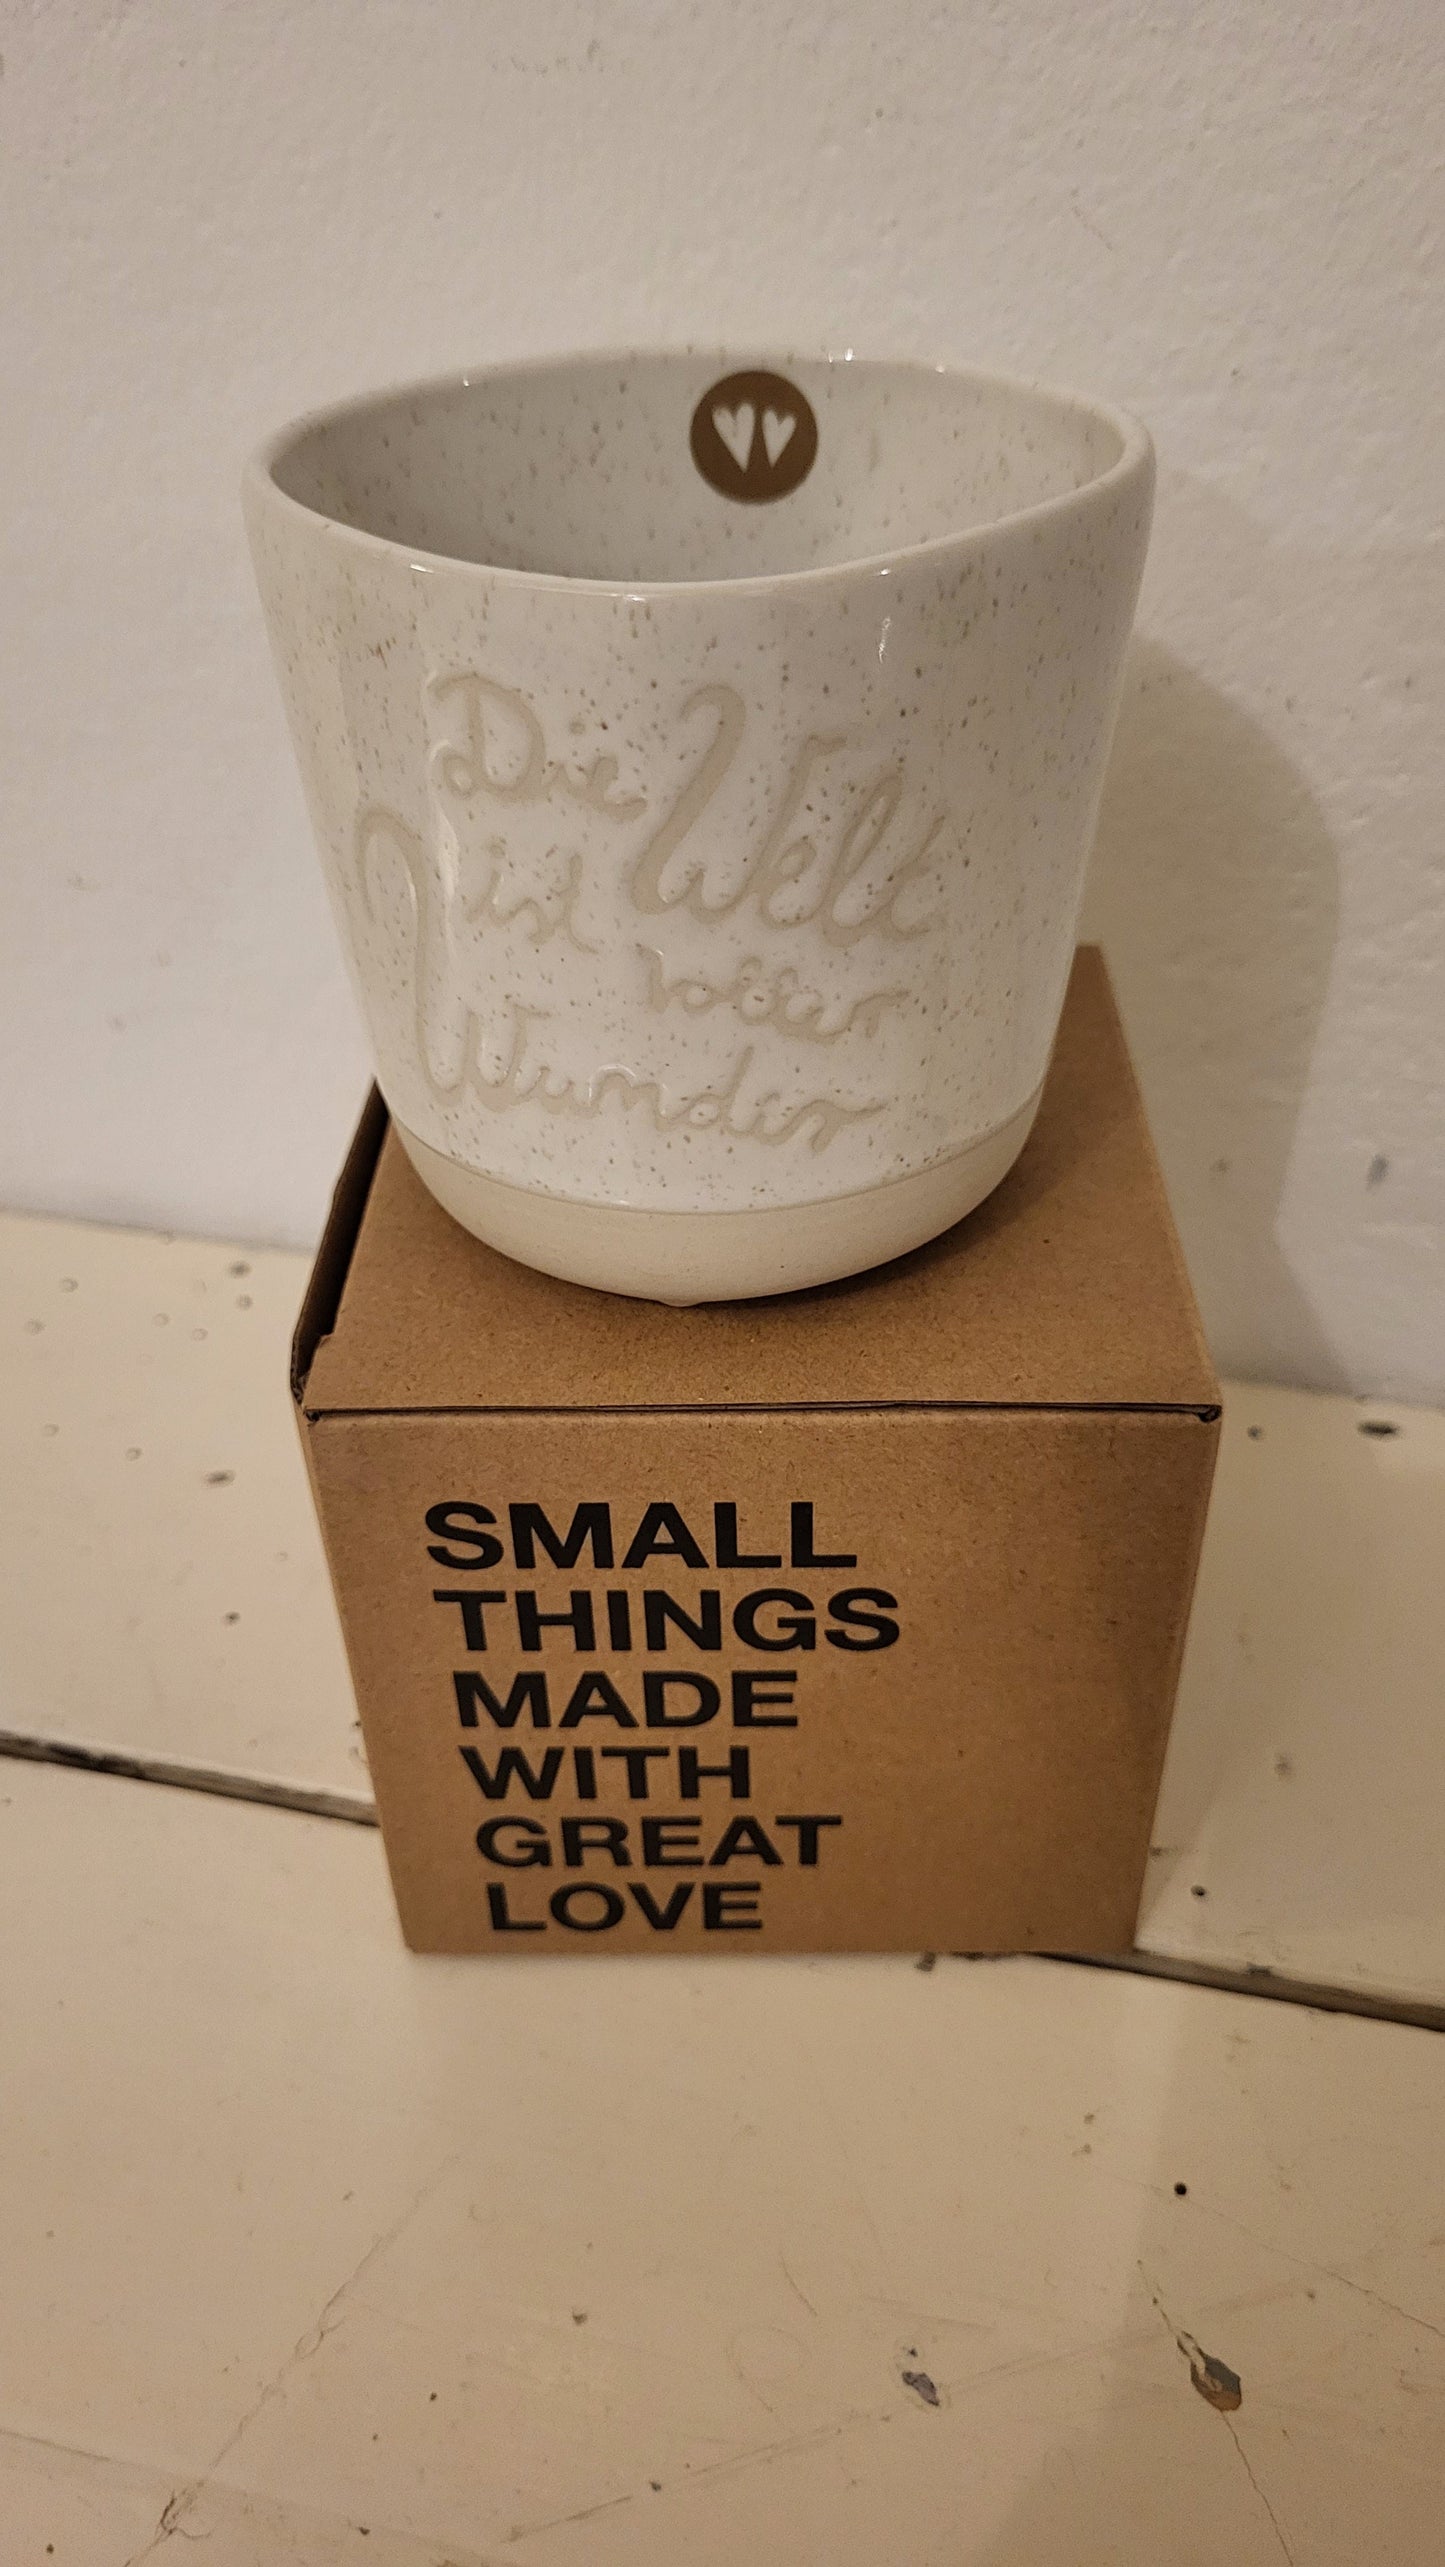 Die Welt
ist voller
Wunder
SMALL
THINGS
MADE
WITH
GREAT
LOVE